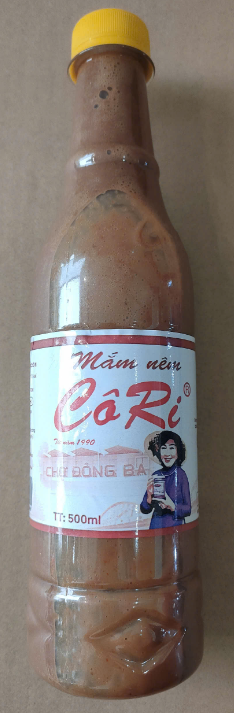 Mắm nêm
CôRi®
Từ năm 1990
CHỢ ĐÔNG BA
TT: 500ml